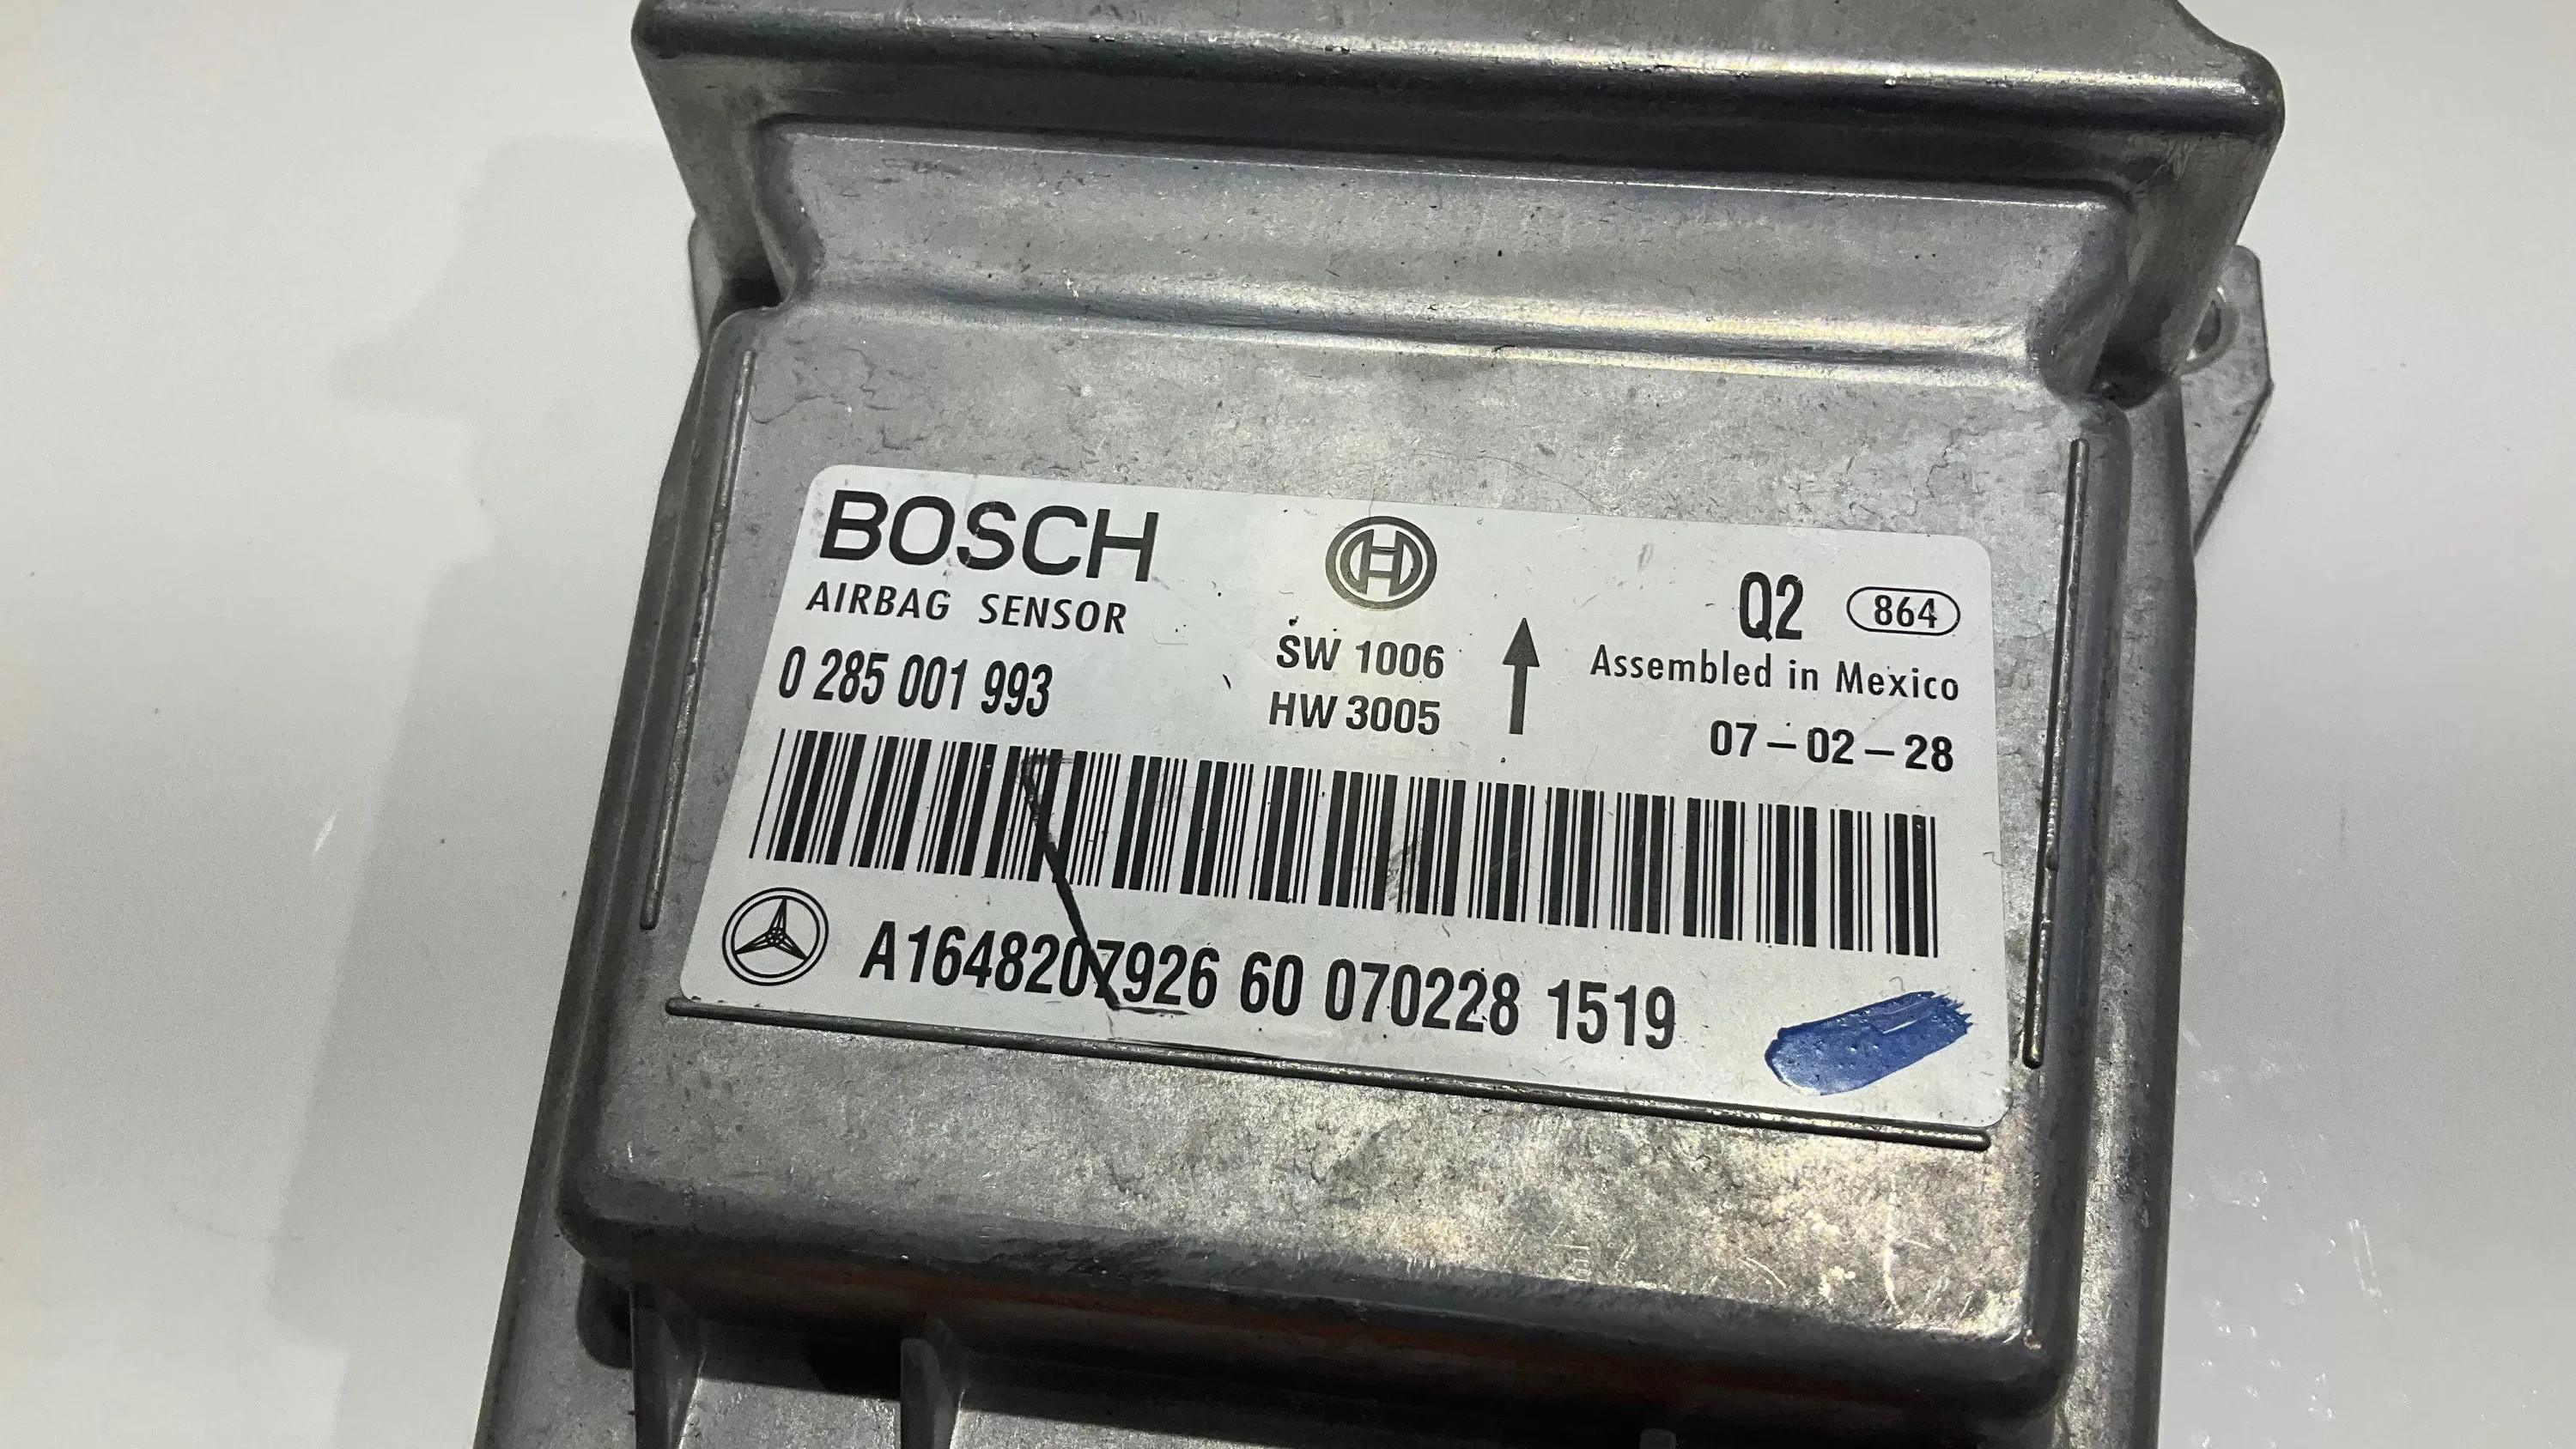 BOSCH
AIRBAG SENSOR
0 285 001 993
SW 1006
HW 3005
Q2 864
Assembled in Mexico
07-02-28
A1648207926 60 070228 1519